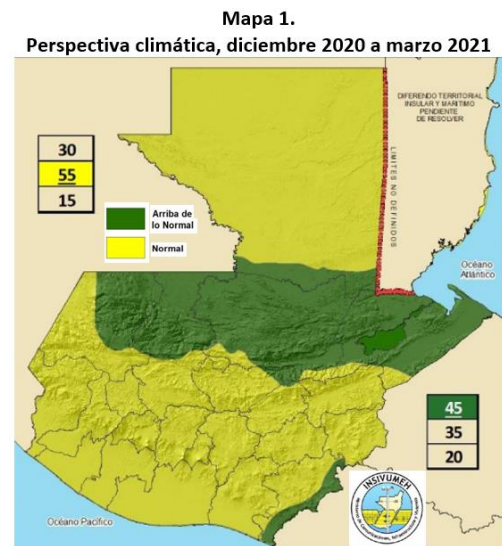 Mapa 1.
Perspectiva climática, diciembre 2020 a marzo 2021
DIFERENDO TERRITORIAL
INSULAR Y MARITIMO
PENDIENTE
DE RESOLVER
30
55
15
LIMITES NO DEFINIDOS
Arriba de
lo Normal
Normal
Océano
Atlántico
45
35
20
INSIVUMEH
Océano Pacífico